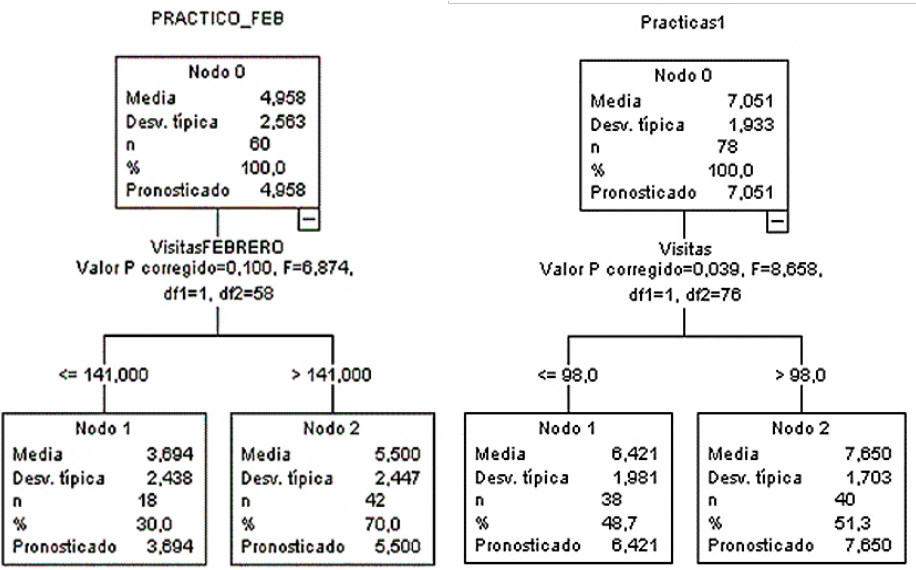 PRACTICO_FEB
Nodo 0
Media 4,958
Desv. típica 2,563
n 60
% 100,0
Pronosticado 4,958
VisitasFEBRERO
Valor P corregido=0,100, F=6,874,
df1=1, df2=58
<= 141,000
> 141,000
Nodo 1
Media 3,694
Desv. típica 2,438
n 18
% 30,0
Pronosticado 3,694
Nodo 2
Media 5,500
Desv. típica 2,447
n 42
% 70,0
Pronosticado 5,500
Practicas1
Nodo 0
Media 7,051
Desv. típica 1,933
n 78
% 100,0
Pronosticado 7,051
Visitas
Valor P corregido=0,039, F=8,658,
df1=1, df2=76
<= 98,0
> 98,0
Nodo 1
Media 6,421
Desv. típica 1,981
n 38
% 48,7
Pronosticado 6,421
Nodo 2
Media 7,650
Desv. típica 1,703
n 40
% 51,3
Pronosticado 7,650